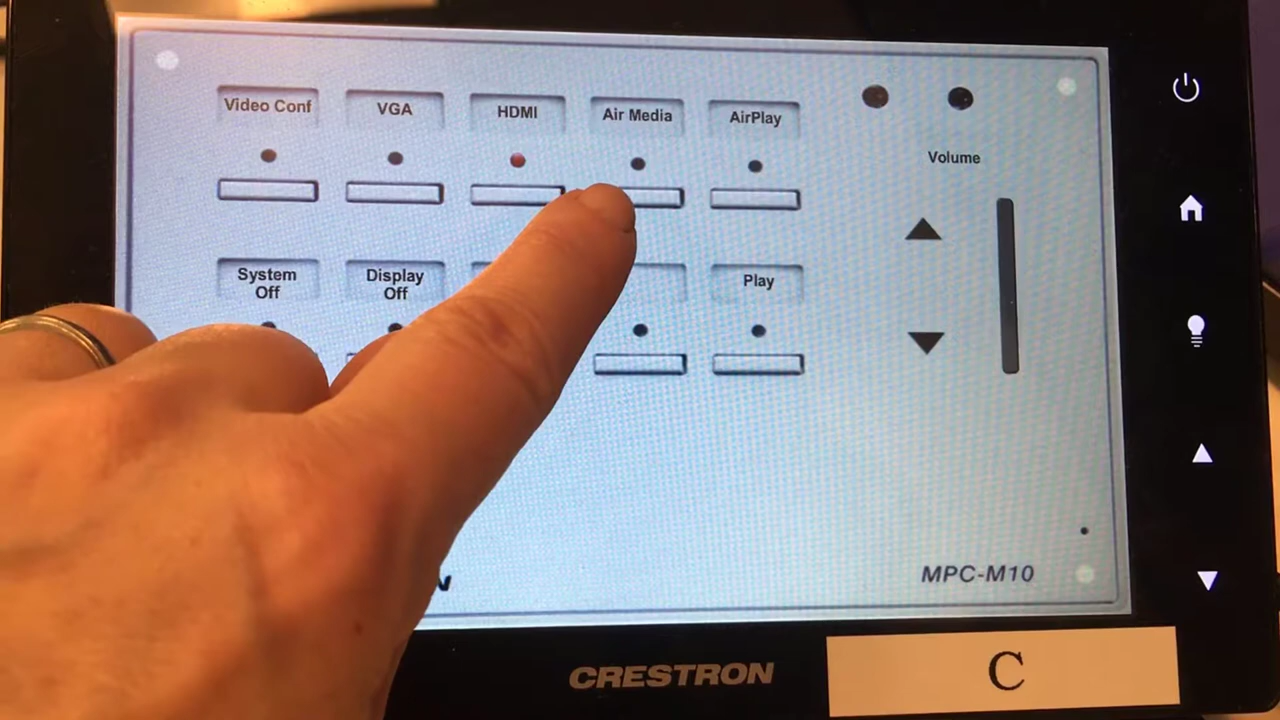 Video Conf
VGA
HDMI
Air Media
AirPlay
Volume
System
Off
Display
Off
Play
MPC-M10
CRESTRON
C